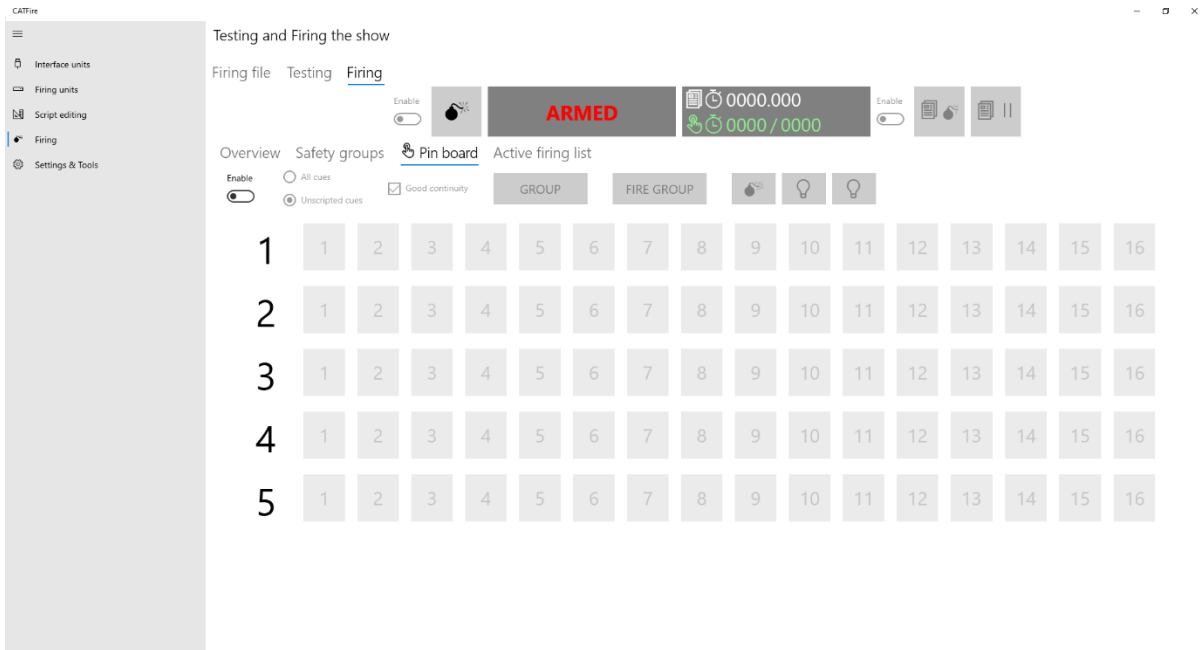 CATFire
Testing and Firing the show
Interface units
Firing units
Script editing
Firing
Settings & Tools
Firing file Testing Firing
Enable ARMED 0000.000 Enable
0000 / 0000
Overview Safety groups Pin board Active firing list
Enable All cues Good continuity GROUP FIRE GROUP
Unscripted cues
1 1 2 3 4 5 6 7 8 9 10 11 12 13 14 15 16
2 1 2 3 4 5 6 7 8 9 10 11 12 13 14 15 16
3 1 2 3 4 5 6 7 8 9 10 11 12 13 14 15 16
4 1 2 3 4 5 6 7 8 9 10 11 12 13 14 15 16
5 1 2 3 4 5 6 7 8 9 10 11 12 13 14 15 16